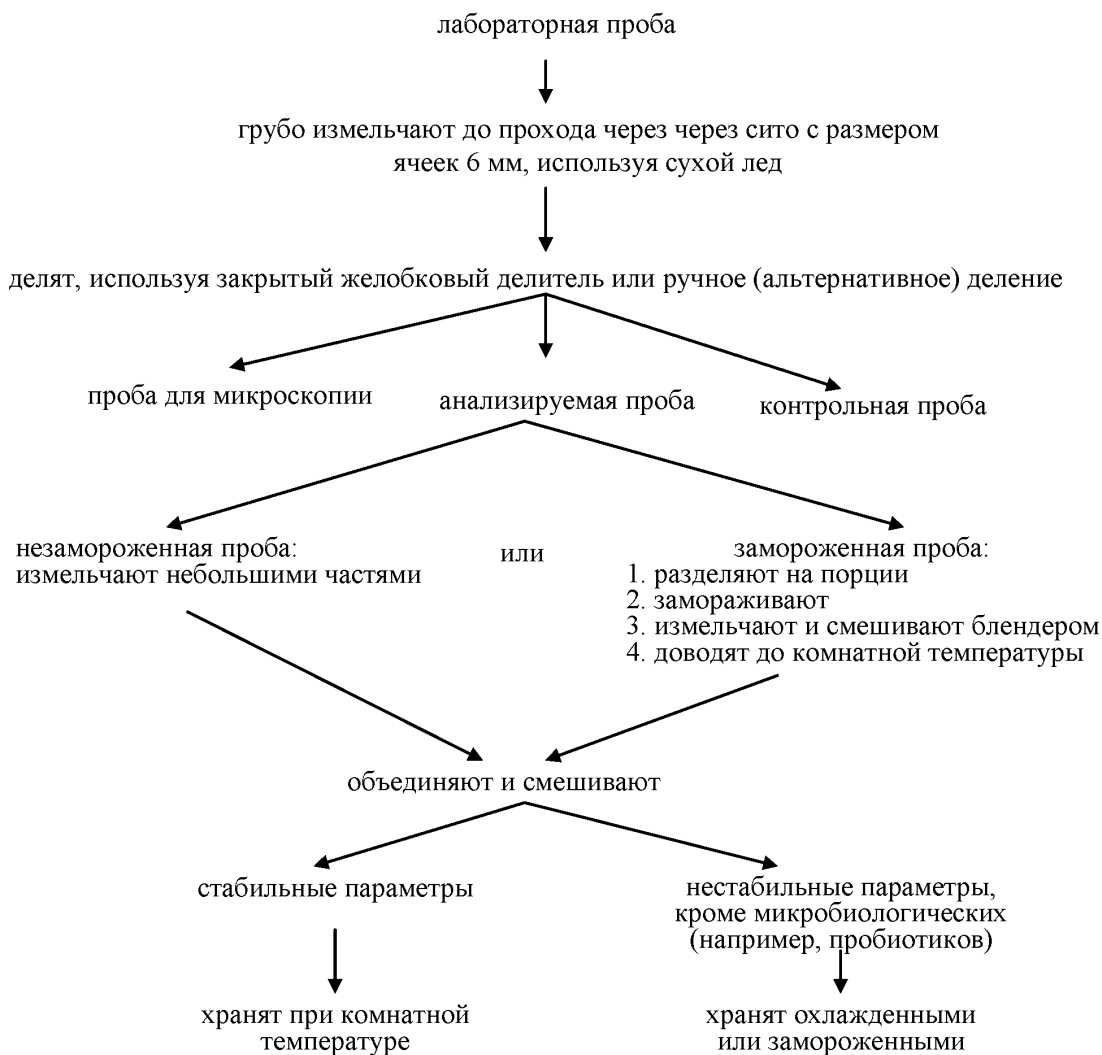 лабораторная проба
грубо измельчают до прохода через через сито с размером
ячеек 6 мм, используя сухой лед
делят, используя закрытый желобковый делитель или ручное (альтернативное) деление
проба для микроскопии
анализируемая проба
контрольная проба
незамороженная проба:
измельчают небольшими частями
или
замороженная проба:
1. разделяют на порции
2. замораживают
3. измельчают и смешивают блендером
4. доводят до комнатной температуры
объединяют и смешивают
стабильные параметры
нестабильные параметры,
кроме микробиологических
(например, пробиотиков)
хранят при комнатной
температуре
хранят охлажденными
или замороженными